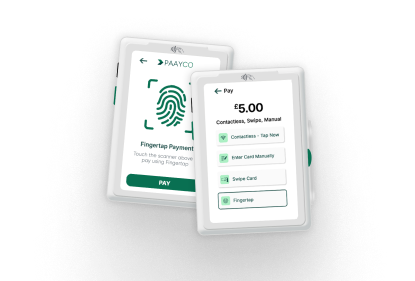 PAAYCO
Fingertap Payment
Touch the scanner above
pay using Fingertap
PAY
Pay
£5.00
Contactless, Swipe, Manual
Contactless - Tap Now
Enter Card Manually
Swipe Card
Fingertap